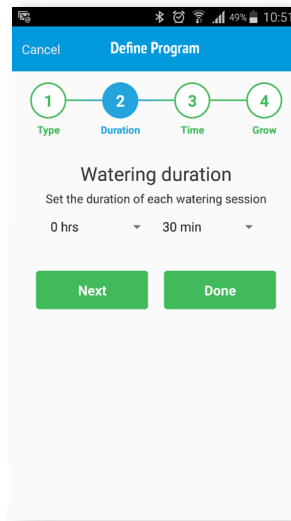 49% 10:51
Cancel Define Program
1 2 3 4
Type Duration Time Grow
Watering duration
Set the duration of each watering session
0 hrs 30 min
Next Done